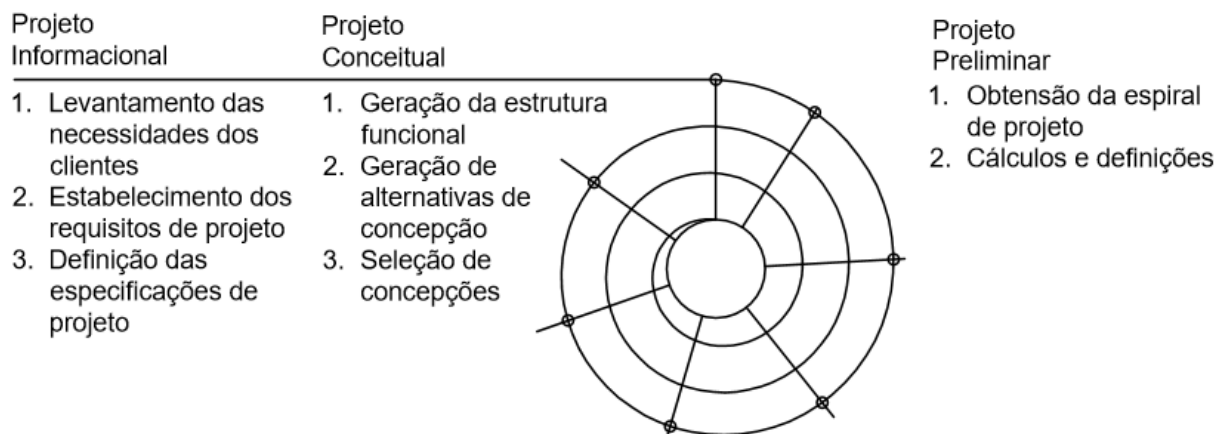 Projeto
Informacional
1. Levantamento das
necessidades dos
clientes
2. Estabelecimento dos
requisitos de projeto
3. Definição das
especificações de
projeto
Projeto
Conceitual
1. Geração da estrutura
funcional
2. Geração de
alternativas de
concepção
3. Seleção de
concepções
Projeto
Preliminar
1. Obtensão da espiral
de projeto
2. Cálculos e definições